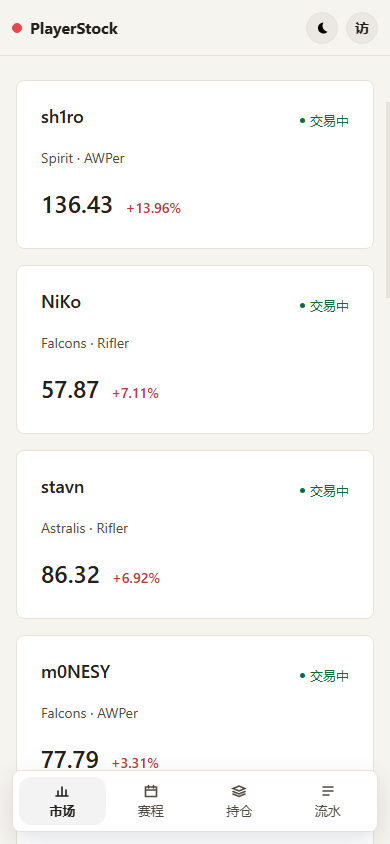 PlayerStock 访
sh1ro 交易中
Spirit · AWPer
136.43 +13.96%
NiKo 交易中
Falcons · Rifler
57.87 +7.11%
stavn 交易中
Astralis · Rifler
86.32 +6.92%
m0NESY 交易中
Falcons · AWPer
77.79 +3.31%
市场 赛程 持仓 流水